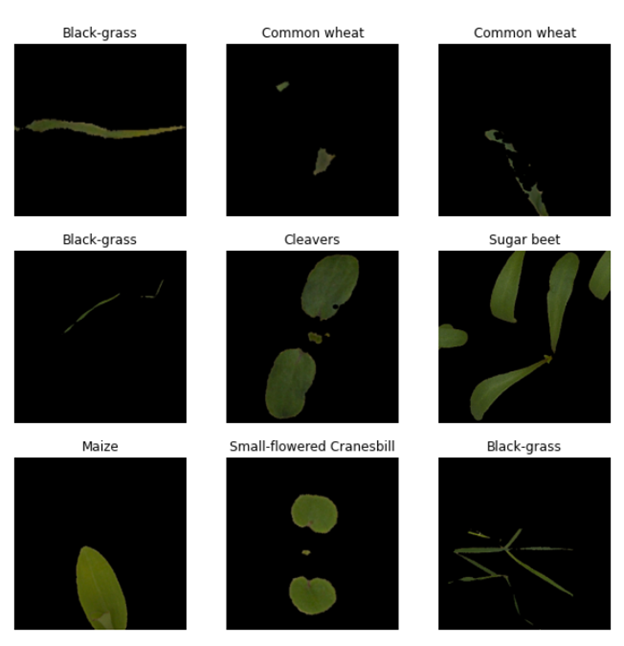 Black-grass
Common wheat
Common wheat
Black-grass
Cleavers
Sugar beet
Maize
Small-flowered Cranesbill
Black-grass